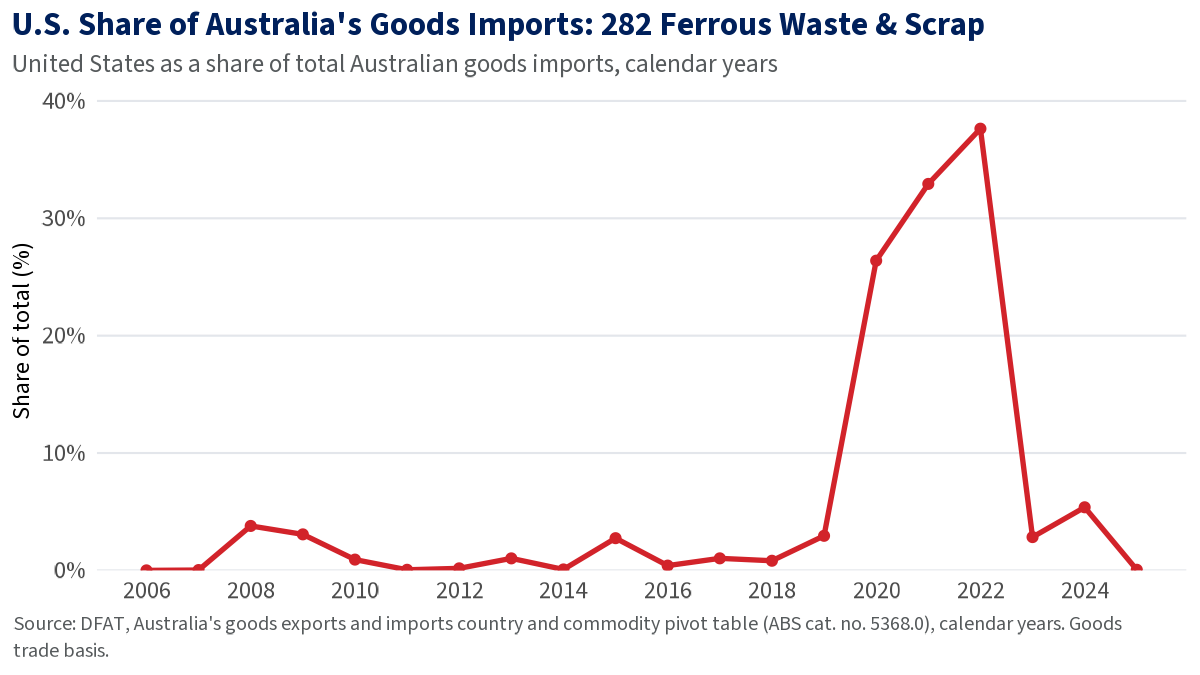 U.S. Share of Australia's Goods Imports: 282 Ferrous Waste & Scrap
United States as a share of total Australian goods imports, calendar years
Share of total (%)
40%
30%
20%
10%
0%
2006 2008 2010 2012 2014 2016 2018 2020 2022 2024
Source: DFAT, Australia's goods exports and imports country and commodity pivot table (ABS cat. no. 5368.0), calendar years. Goods
trade basis.